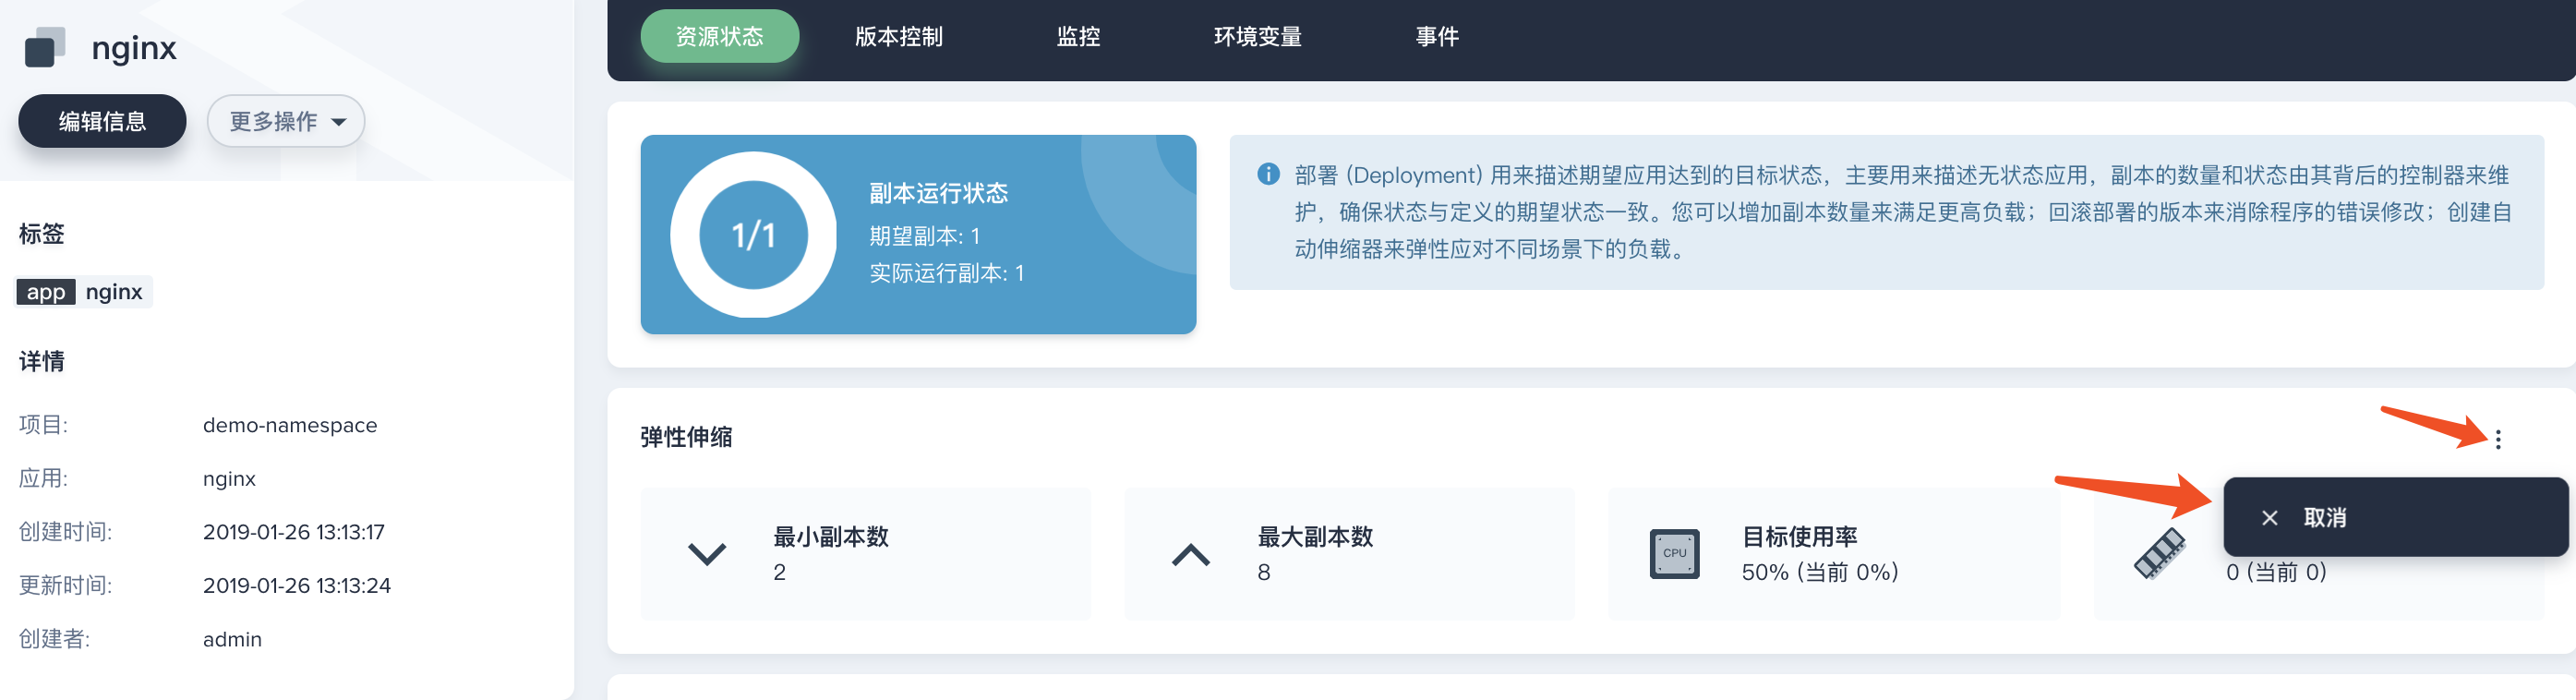 nginx
编辑信息
更多操作
标签
app nginx
详情
项目: demo-namespace
应用: nginx
创建时间: 2019-01-26 13:13:17
更新时间: 2019-01-26 13:13:24
创建者: admin
资源状态 版本控制 监控 环境变量 事件
1/1
副本运行状态
期望副本: 1
实际运行副本: 1
部署 (Deployment) 用来描述期望应用达到的目标状态，主要用来描述无状态应用，副本的数量和状态由其背后的控制器来维
护，确保状态与定义的期望状态一致。您可以增加副本数量来满足更高负载；回滚部署的版本来消除程序的错误修改；创建自
动伸缩器来弹性应对不同场景下的负载。
弹性伸缩
取消
最小副本数
2
最大副本数
8
CPU
目标使用率
50% (当前 0%)
0 (当前 0)